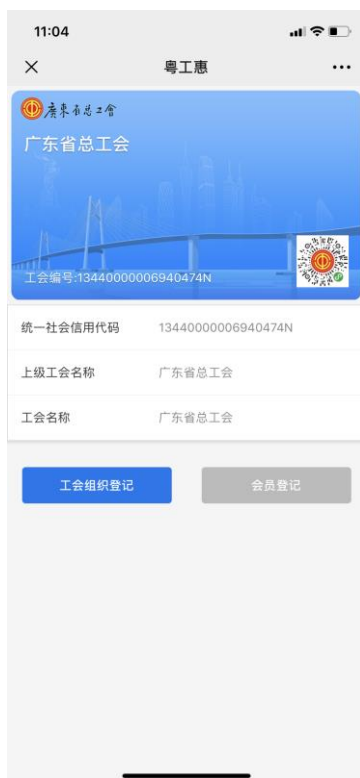 11:04
粤工惠
廣東省总工會
广东省总工会
工会编号:13440000006940474N
统一社会信用代码 13440000006940474N
上级工会名称 广东省总工会
工会名称 广东省总工会
工会组织登记 会员登记